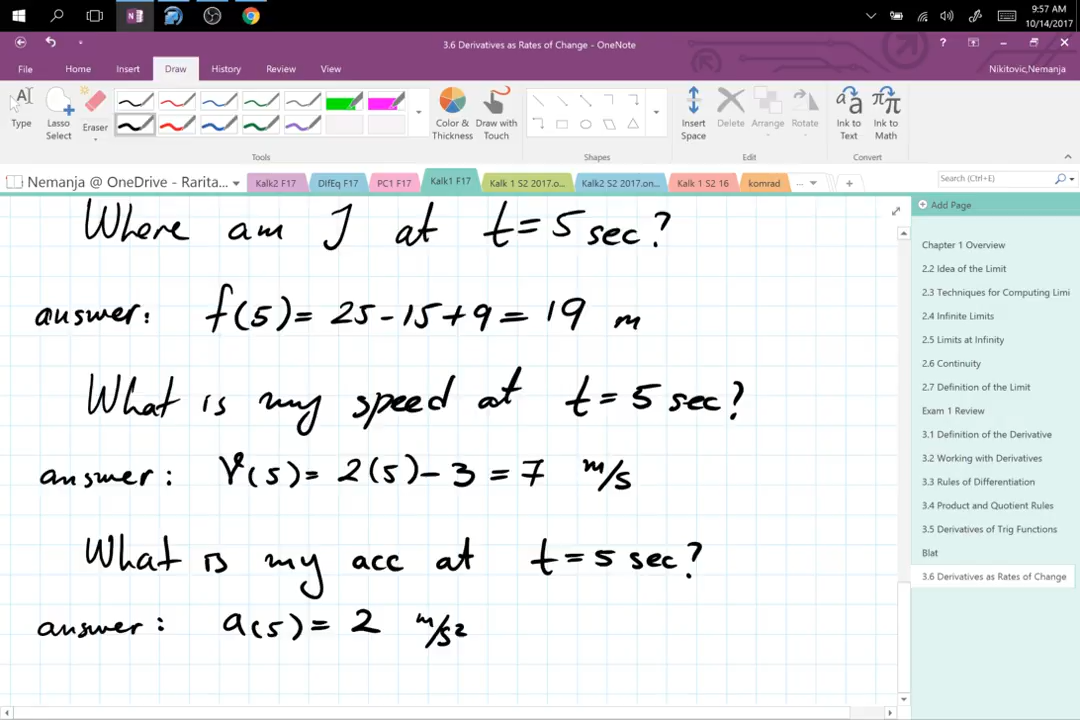 9:57 AM
10/14/2017
3.6 Derivatives as Rates of Change - OneNote
?
File Home Insert Draw History Review View
Nikitovic,Nemanja
Type
Lasso Select
Eraser
Color & Thickness
Draw with Touch
Insert Space
Delete
Arrange
Rotate
Ink to Text
Ink to Math
Tools
Shapes
Edit
Convert
Nemanja @ OneDrive - Rarita...
Kalk2 F17
DifEq F17
PC1 F17
Kalk1 F17
Kalk 1 S2 2017.o...
Kalk2 S2 2017.on...
Kalk 1 S2 16
komrad
...
Search (Ctrl+E)
Where am I at t = 5 sec?
answer: f(5) = 25 - 15 + 9 = 19 m
What is my speed at t = 5 sec?
answer: v(5) = 2(5) - 3 = 7 m/s
What is my acc at t = 5 sec?
answer: a(5) = 2 m/s2
Add Page
Chapter 1 Overview
2.2 Idea of the Limit
2.3 Techniques for Computing Limi
2.4 Infinite Limits
2.5 Limits at Infinity
2.6 Continuity
2.7 Definition of the Limit
Exam 1 Review
3.1 Definition of the Derivative
3.2 Working with Derivatives
3.3 Rules of Differentiation
3.4 Product and Quotient Rules
3.5 Derivatives of Trig Functions
Blat
3.6 Derivatives as Rates of Change